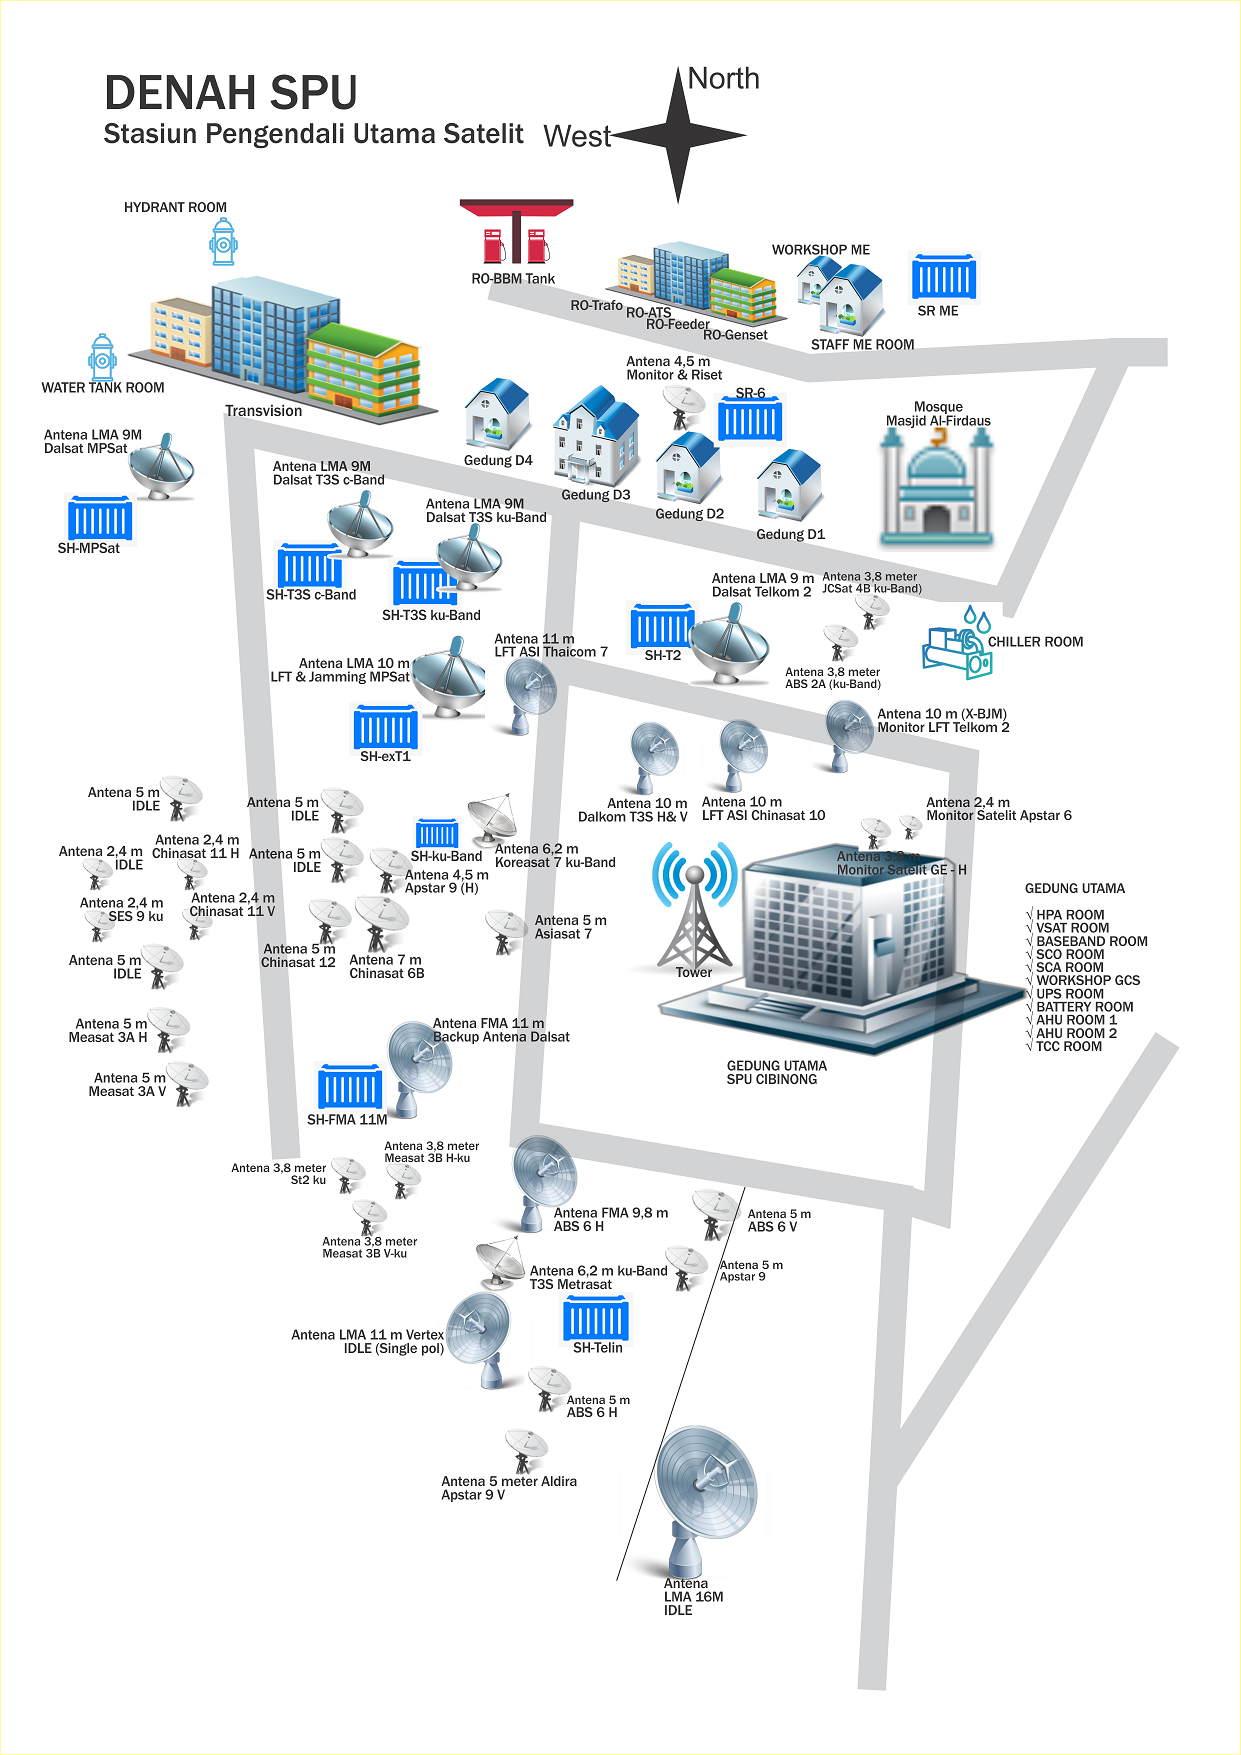 DENAH SPU
Stasiun Pengendali Utama Satelit
North
West
HYDRANT ROOM
RO-BBM Tank
WORKSHOP ME
RO-Trafo
RO-ATS
RO-Feeder
RO-Genset
SR ME
STAFF ME ROOM
WATER TANK ROOM
Transvision
Antena 4,5 m
Monitor & Riset
SR-6
Mosque
Masjid Al-Firdaus
Antena LMA 9M
Dalsat MPSat
SH-MPSat
Antena LMA 9M
Dalsat T3S c-Band
Gedung D4
Gedung D3
Gedung D2
Gedung D1
Antena LMA 9M
Dalsat T3S ku-Band
SH-T3S c-Band
SH-T3S ku-Band
Antena LMA 9 m
Dalsat Telkom 2
Antena 3,8 meter
JCSat 4B ku-Band)
SH-T2
Antena 3,8 meter
ABS 2A (ku-Band)
CHILLER ROOM
Antena 11 m
LFT ASI Thaicom 7
Antena LMA 10 m
LFT & Jamming MPSat
SH-exT1
Antena 10 m (X-BJM)
Monitor LFT Telkom 2
Antena 10 m
Dalkom T3S H& V
Antena 10 m
LFT ASI Chinasat 10
Antena 2,4 m
Monitor Satelit Apstar 6
Antena 3,8 m
Monitor Satelit GE - H
Antena 5 m
IDLE
Antena 5 m
IDLE
Antena 2,4 m
Chinasat 11 H
Antena 2,4 m
IDLE
Antena 5 m
IDLE
SH-ku-Band
Antena 6,2 m
Koreasat 7 ku-Band
Antena 4,5 m
Apstar 9 (H)
Antena 2,4 m
SES 9 ku
Antena 2,4 m
Chinasat 11 V
Antena 5 m
Asiasat 7
Antena 5 m
Chinasat 12
Antena 7 m
Chinasat 6B
Antena 5 m
IDLE
Tower
GEDUNG UTAMA
√ HPA ROOM
√ VSAT ROOM
√ BASEBAND ROOM
√ SCO ROOM
√ SCA ROOM
√ WORKSHOP GCS
√ UPS ROOM
√ BATTERY ROOM
√ AHU ROOM 1
√ AHU ROOM 2
√ TCC ROOM
Antena 5 m
Measat 3A H
Antena 5 m
Measat 3A V
Antena FMA 11 m
Backup Antena Dalsat
SH-FMA 11M
GEDUNG UTAMA
SPU CIBINONG
Antena 3,8 meter
Measat 3B H-ku
Antena 3,8 meter
St2 ku
Antena 3,8 meter
Measat 3B V-ku
Antena FMA 9,8 m
ABS 6 H
Antena 5 m
ABS 6 V
Antena 6,2 m ku-Band
T3S Metrasat
Antena 5 m
Apstar 9
Antena LMA 11 m Vertex
IDLE (Single pol)
SH-Telin
Antena 5 m
ABS 6 H
Antena 5 meter Aldira
Apstar 9 V
Antena
LMA 16M
IDLE